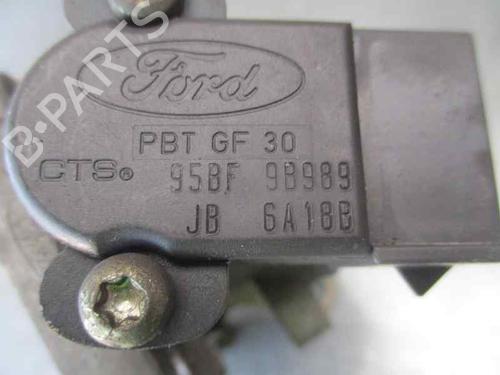 Ford
PBT GF 30
CTS®
95BF 9B989
JB 6A18B
B-PARTS